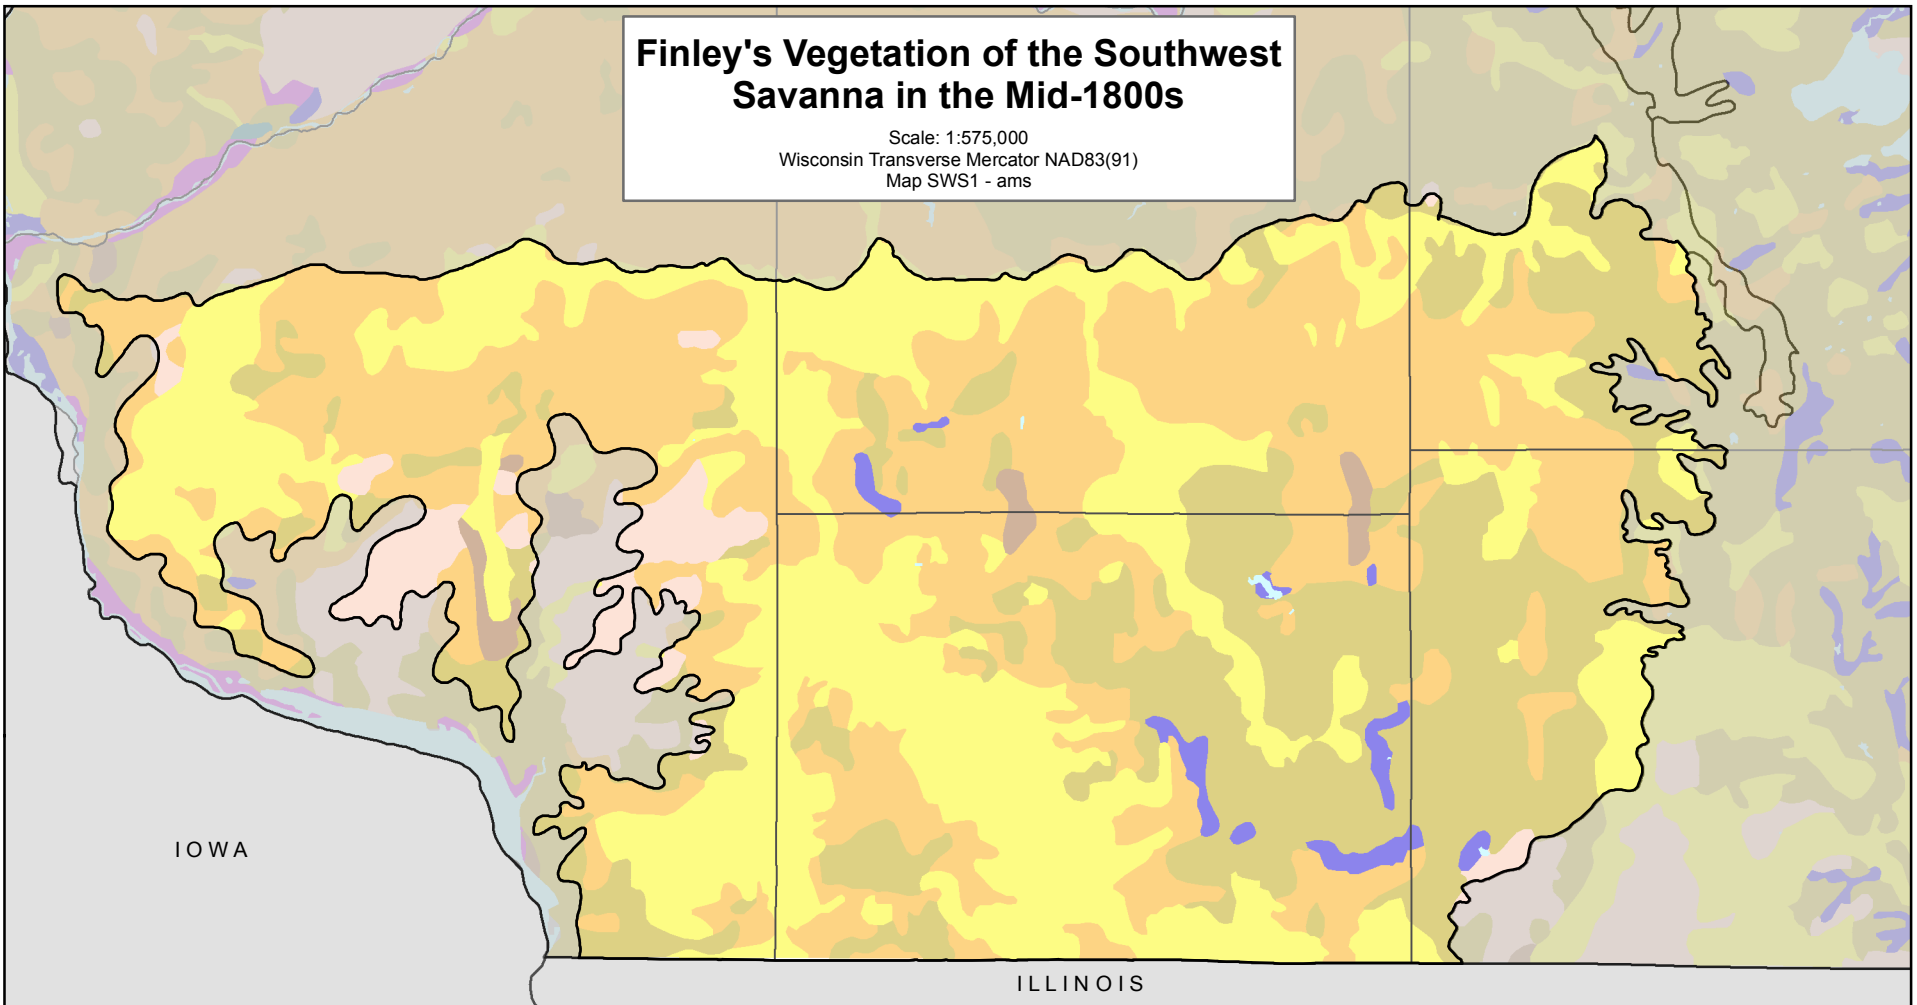 Finley's Vegetation of the Southwest
Savanna in the Mid-1800s
Scale: 1:575,000
Wisconsin Transverse Mercator NAD83(91)
Map SWS1 - ams
IOWA
ILLINOIS